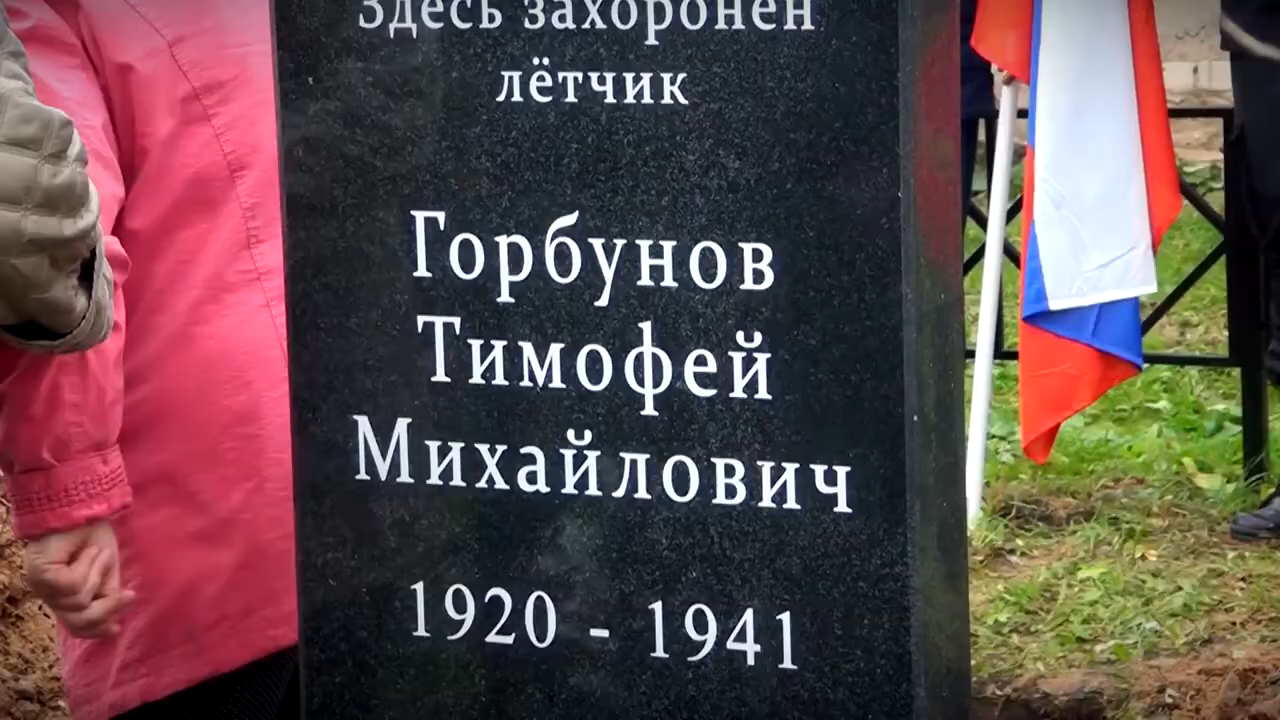 Здесь захоронен
лётчик
Горбунов
Тимофей
Михайлович
1920 - 1941